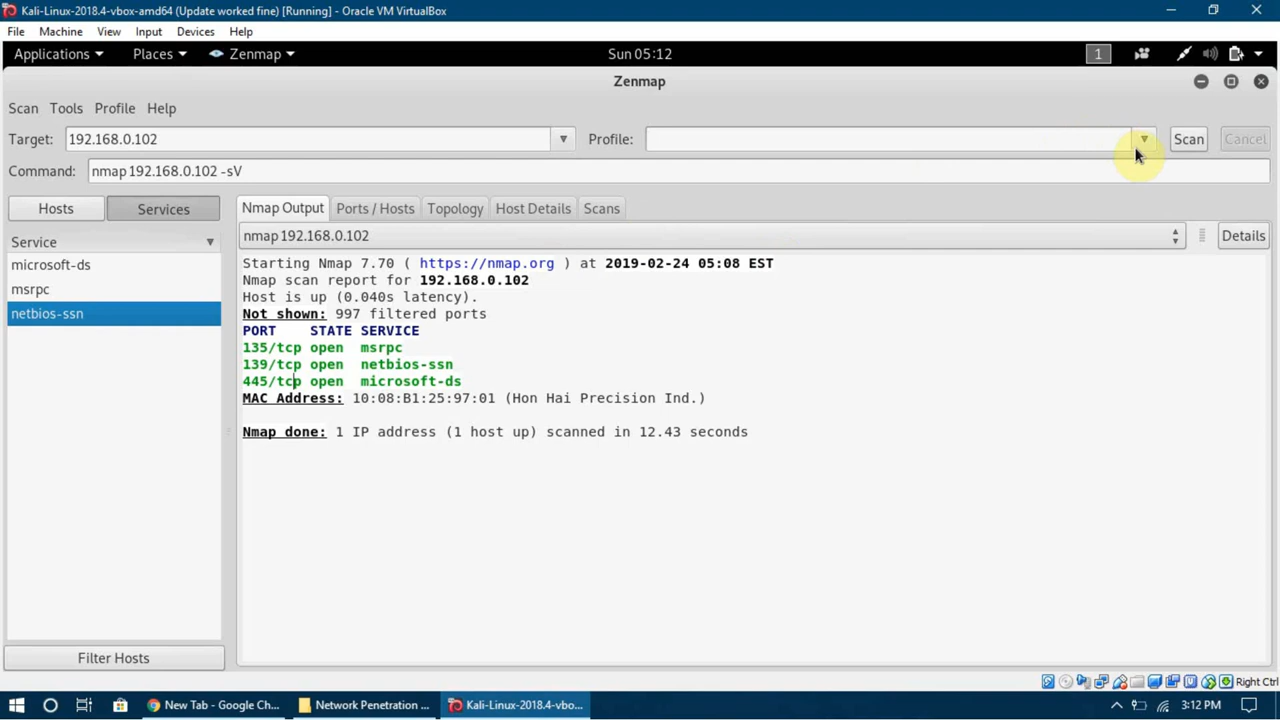 Kali-Linux-2018.4-vbox-amd64 (Update worked fine) [Running] - Oracle VM VirtualBox
File Machine View Input Devices Help
Applications Places Zenmap Sun 05:12 1
Zenmap
Scan Tools Profile Help
Target: 192.168.0.102 Profile: Scan Cancel
Command: nmap 192.168.0.102 -sV
Hosts Services Nmap Output Ports / Hosts Topology Host Details Scans
Service
microsoft-ds
msrpc
netbios-ssn
nmap 192.168.0.102 Details
Starting Nmap 7.70 ( https://nmap.org ) at 2019-02-24 05:08 EST
Nmap scan report for 192.168.0.102
Host is up (0.040s latency).
Not shown: 997 filtered ports
PORT STATE SERVICE
135/tcp open msrpc
139/tcp open netbios-ssn
445/tcp open microsoft-ds
MAC Address: 10:08:B1:25:97:01 (Hon Hai Precision Ind.)
Nmap done: 1 IP address (1 host up) scanned in 12.43 seconds
Filter Hosts
Right Ctrl
New Tab - Google Ch... Network Penetration ... Kali-Linux-2018.4-vbo... 3:12 PM